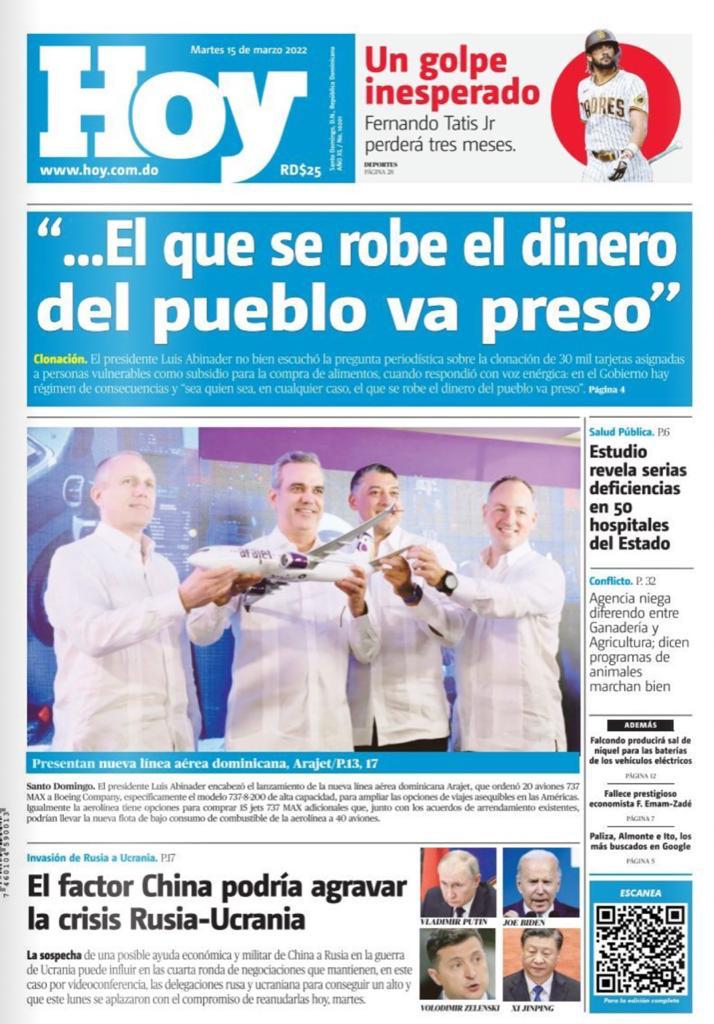 Martes 15 de marzo 2022
Hoy
www.hoy.com.do
RD$25
Santo Domingo, D.N., República Dominicana
Un golpe
inesperado
Fernando Tatis Jr
perderá tres meses.
DEPORTES
PÁGINA 28
PADRES
“...El que se robe el dinero
del pueblo va preso”
Clonación. El presidente Luis Abinader no bien escuchó la pregunta periodística sobre la clonación de 30 mil tarjetas asignadas
a personas vulnerables como subsidio para la compra de alimentos, cuando respondió con voz enérgica: en el Gobierno hay
régimen de consecuencias y “sea quien sea, en cualquier caso, el que se robe el dinero del pueblo va preso”. Página 4
arajet
Presentan nueva línea aérea dominicana, Arajet/P.13, 17
Santo Domingo. El presidente Luis Abinader encabezó el lanzamiento de la nueva línea aérea dominicana Arajet, que ordenó 20 aviones 737
MAX a Boeing Company, específicamente el modelo 737-8-200 de alta capacidad, para ampliar las opciones de viajes asequibles en las Américas.
Igualmente la aerolínea tiene opciones para comprar 15 jets 737 MAX adicionales que, junto con los acuerdos de arrendamiento existentes,
podrían llevar la nueva flota de bajo consumo de combustible de la aerolínea a 40 aviones.
Salud Pública. P.6
Estudio
revela serias
deficiencias
en 50
hospitales
del Estado
Conflicto. P. 32
Agencia niega
diferendo entre
Ganadería y
Agricultura; dicen
programas de
animales
marchan bien
ADEMÁS
Falcondo producirá sal de
níquel para las baterías
de los vehículos eléctricos
PÁGINA 12
Fallece prestigioso
economista F. Emam-Zadé
PÁGINA 7
Paliza, Almonte e Ito, los
más buscados en Google
PÁGINA 5
Invasión de Rusia a Ucrania. P.17
El factor China podría agravar
la crisis Rusia-Ucrania
La sospecha de una posible ayuda económica y militar de China a Rusia en la guerra
de Ucrania puede influir en las cuarta ronda de negociaciones que mantienen, en este
caso por videoconferencia, las delegaciones rusa y ucraniana para conseguir un alto y
que este lunes se aplazaron con el compromiso de reanudarlas hoy, martes.
VLADIMIR PUTIN
JOE BIDEN
VOLODIMIR ZELENSKI
XI JINPING
ESCANEA
Para la edición completa
7 460104 590013